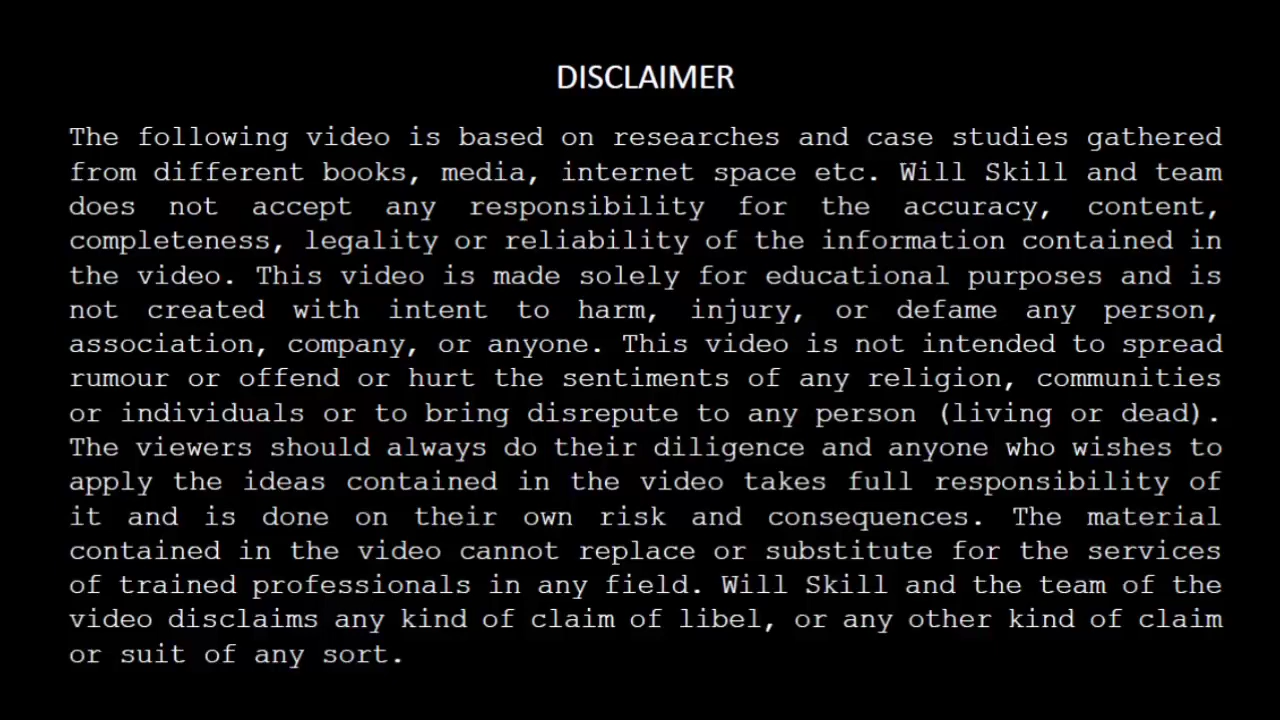 DISCLAIMER
The following video is based on researches and case studies gathered
from different books, media, internet space etc. Will Skill and team
does not accept any responsibility for the accuracy, content,
completeness, legality or reliability of the information contained in
the video. This video is made solely for educational purposes and is
not created with intent to harm, injury, or defame any person,
association, company, or anyone. This video is not intended to spread
rumour or offend or hurt the sentiments of any religion, communities
or individuals or to bring disrepute to any person (living or dead).
The viewers should always do their diligence and anyone who wishes to
apply the ideas contained in the video takes full responsibility of
it and is done on their own risk and consequences. The material
contained in the video cannot replace or substitute for the services
of trained professionals in any field. Will Skill and the team of the
video disclaims any kind of claim of libel, or any other kind of claim
or suit of any sort.